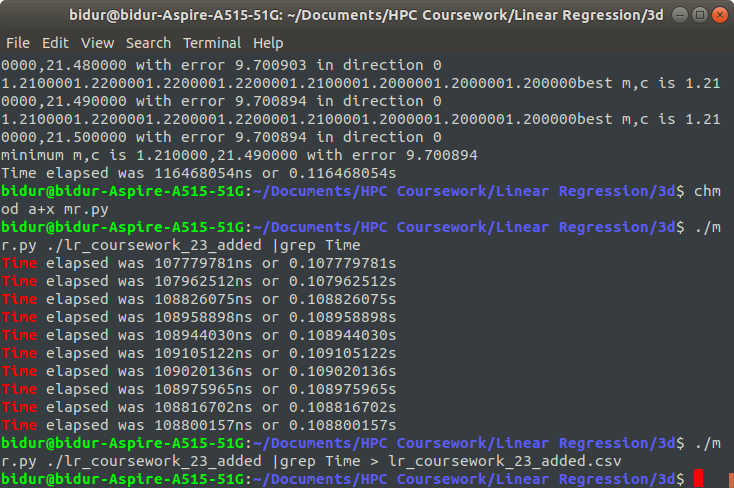 bidur@bidur-Aspire-A515-51G: ~/Documents/HPC Coursework/Linear Regression/3d
File Edit View Search Terminal Help
0000,21.480000 with error 9.700903 in direction 0
1.2100001.2200001.2200001.2200001.2100001.2000001.2000001.200000best m,c is 1.21
0000,21.490000 with error 9.700894 in direction 0
1.2100001.2200001.2200001.2200001.2100001.2000001.2000001.200000best m,c is 1.21
0000,21.500000 with error 9.700894 in direction 0
minimum m,c is 1.210000,21.490000 with error 9.700894
Time elapsed was 116468054ns or 0.116468054s
bidur@bidur-Aspire-A515-51G:~/Documents/HPC Coursework/Linear Regression/3d$ chm
od a+x mr.py
bidur@bidur-Aspire-A515-51G:~/Documents/HPC Coursework/Linear Regression/3d$ ./m
r.py ./lr_coursework_23_added |grep Time
Time elapsed was 107779781ns or 0.107779781s
Time elapsed was 107962512ns or 0.107962512s
Time elapsed was 108826075ns or 0.108826075s
Time elapsed was 108958898ns or 0.108958898s
Time elapsed was 108944030ns or 0.108944030s
Time elapsed was 109105122ns or 0.109105122s
Time elapsed was 109020136ns or 0.109020136s
Time elapsed was 108975965ns or 0.108975965s
Time elapsed was 108816702ns or 0.108816702s
Time elapsed was 108800157ns or 0.108800157s
bidur@bidur-Aspire-A515-51G:~/Documents/HPC Coursework/Linear Regression/3d$ ./m
r.py ./lr_coursework_23_added |grep Time > lr_coursework_23_added.csv
bidur@bidur-Aspire-A515-51G:~/Documents/HPC Coursework/Linear Regression/3d$